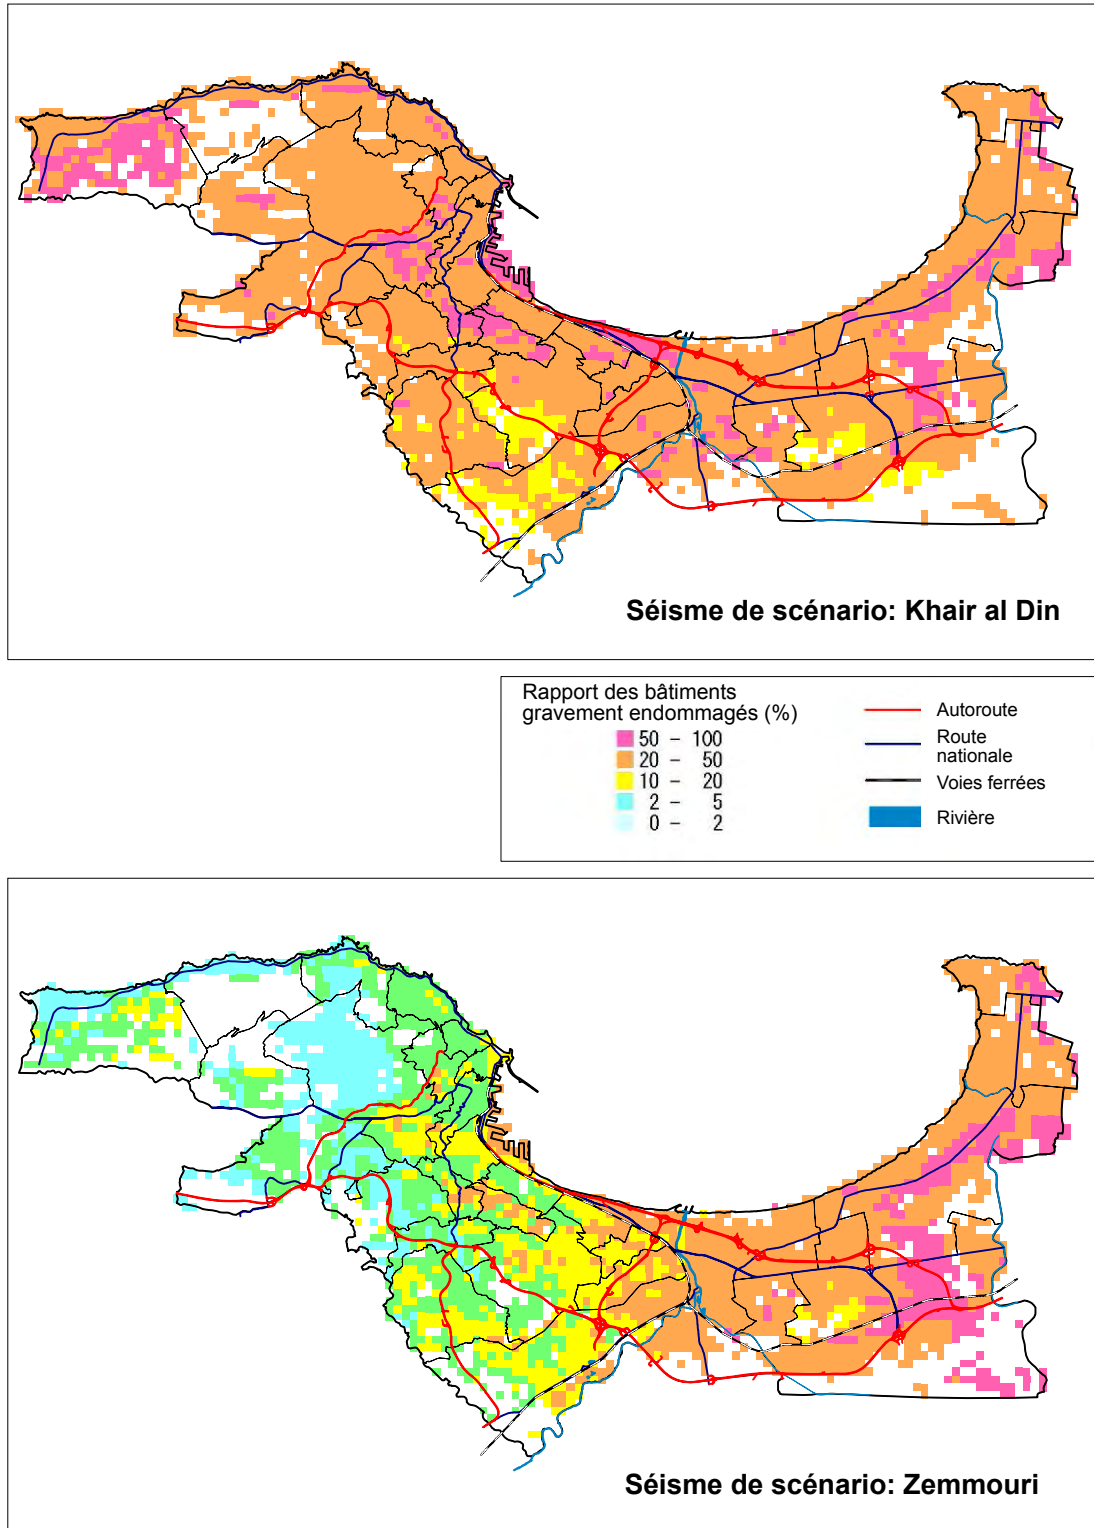 Séisme de scénario: Khair al Din
Rapport des bâtiments
gravement endommagés (%)
50 - 100
20 - 50
10 - 20
2 - 5
0 - 2
Autoroute
Route
nationale
Voies ferrées
Rivière
Séisme de scénario: Zemmouri